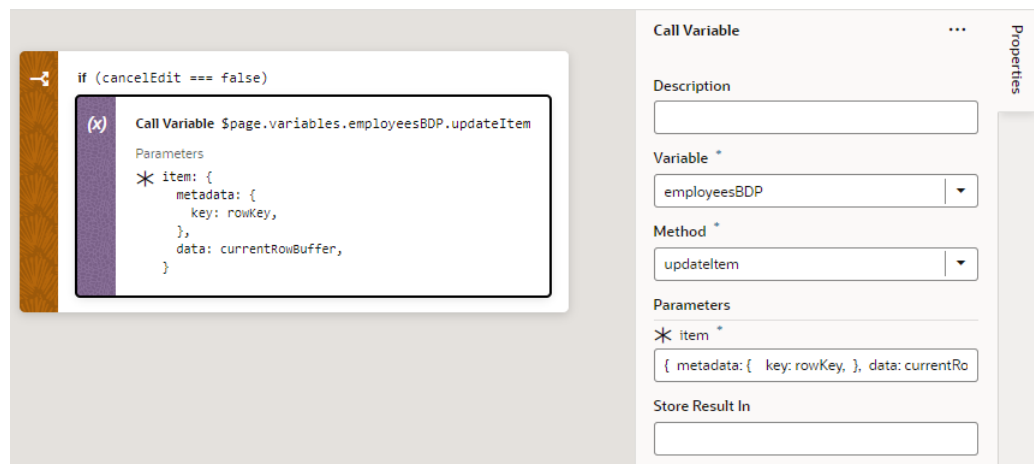 if (cancelEdit === false)
(x) Call Variable $page.variables.employeesBDP.updateItem
Parameters
item: {
metadata: {
key: rowKey,
},
data: currentRowBuffer,
}
Call Variable
Description
Variable *
employeesBDP
Method *
updateItem
Parameters
item *
{ metadata: { key: rowKey, }, data: currentRo
Store Result In
Properties